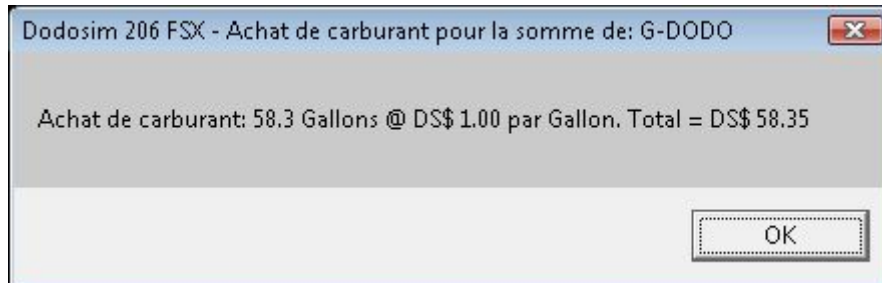 Dodosim 206 FSX - Achat de carburant pour la somme de: G-DODO
Achat de carburant: 58.3 Gallons @ DS$ 1.00 par Gallon. Total = DS$ 58.35
OK